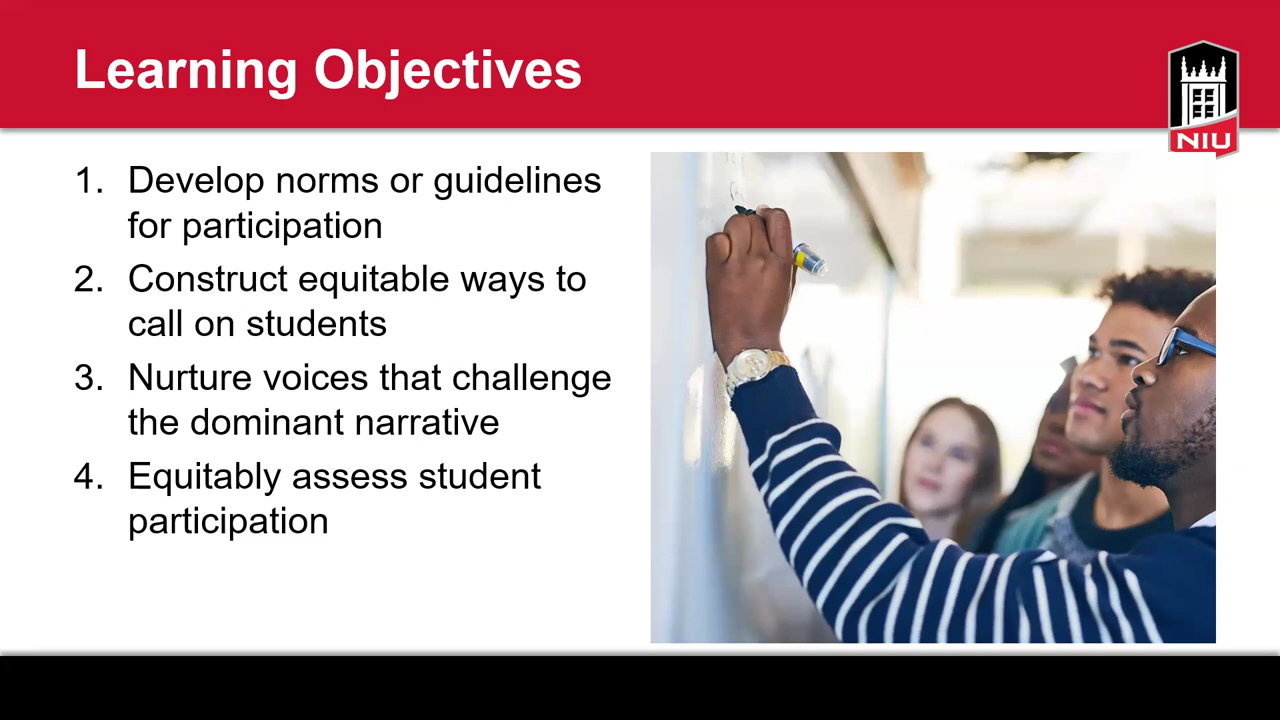 Learning Objectives
NIU
1. Develop norms or guidelines
for participation
2. Construct equitable ways to
call on students
3. Nurture voices that challenge
the dominant narrative
4. Equitably assess student
participation